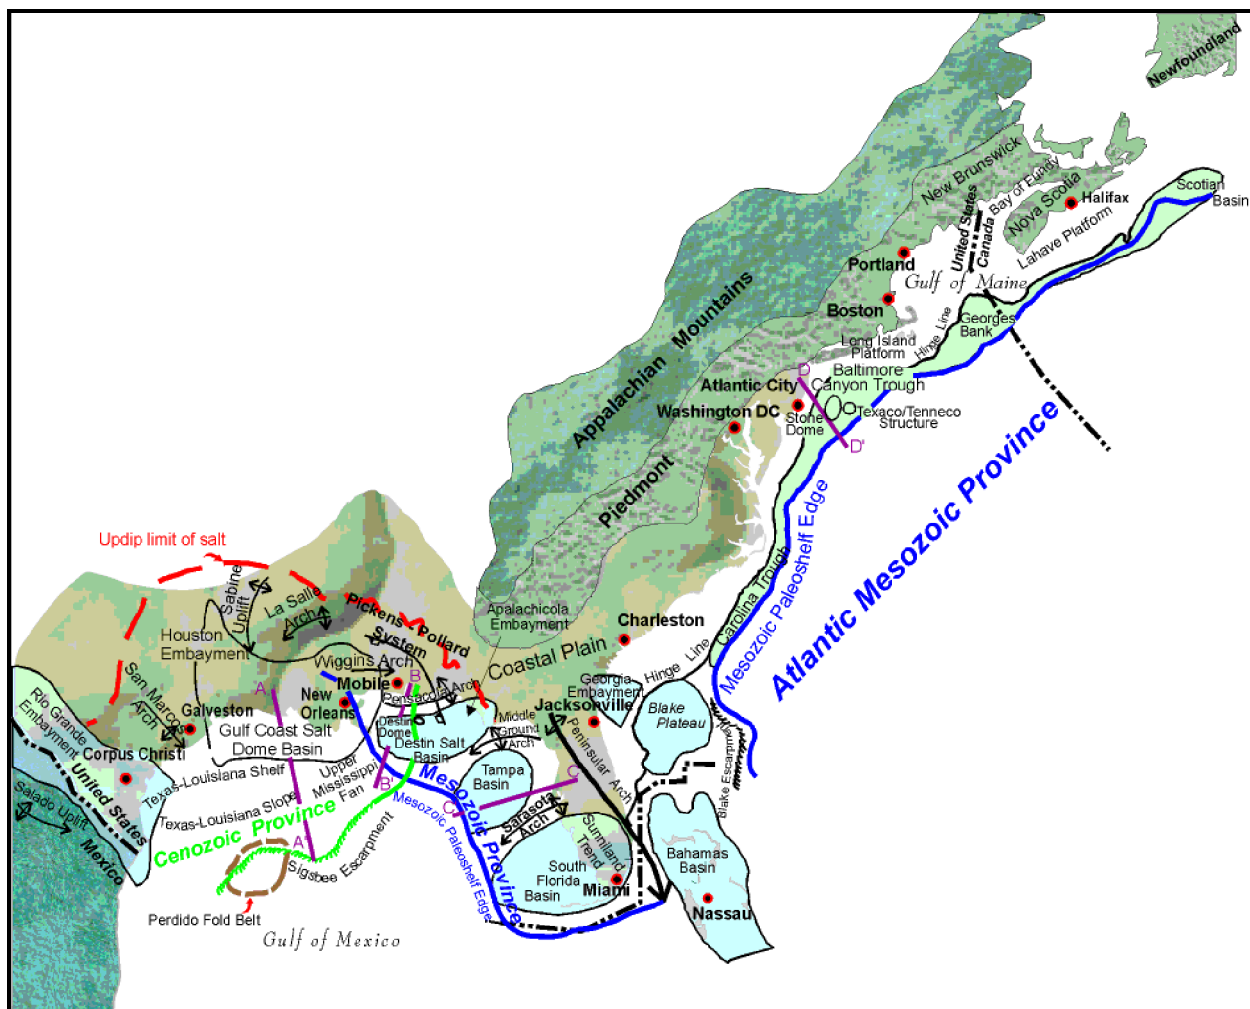 Newfoundland
New Brunswick
Bay of Fundy
Nova Scotia
Halifax
Scotian
Basin
United States
Canada
Lahave Platform
Portland
Gulf of Maine
Boston
Georges
Bank
Hinge Line
Long Island
Platform
Appalachian Mountains
Baltimore
Canyon Trough
D
Atlantic City
Washington DC
Stone
Dome
Texaco/Tenneco
Structure
D'
Piedmont
Atlantic Mesozoic Province
Mesozoic Paleoshelf Edge
Carolina Trough
Updip limit of salt
Sabine
Uplift
La Salle
Arch
Pickens - Pollard
System
Apalachicola
Embayment
Charleston
Coastal Plain
Houston
Embayment
Wiggins Arch
Hinge Line
San Marcos
Arch
Mobile
B
A
Pensacola Arch
Georgia
Embayment
Rio Grande
Embayment
Galveston
New
Orleans
Jacksonville
Blake
Plateau
Destin
Dome
Middle
Ground
Arch
Gulf Coast Salt
Dome Basin
Destin Salt
Basin
Peninsular Arch
Corpus Christi
Texas-Louisiana Shelf
Upper
Mississippi
Fan
B'
Tampa
Basin
C
Blake Escarpment
United States
Mexico
Salado Uplift
Texas-Louisiana Slope
Mesozoic Province
Mesozoic Paleoshelf Edge
C'
Sarasota
Arch
Sunniland
Trend
Cenozoic Province
A'
Sigsbee Escarpment
South
Florida
Basin
Miami
Bahamas
Basin
Nassau
Perdido Fold Belt
Gulf of Mexico